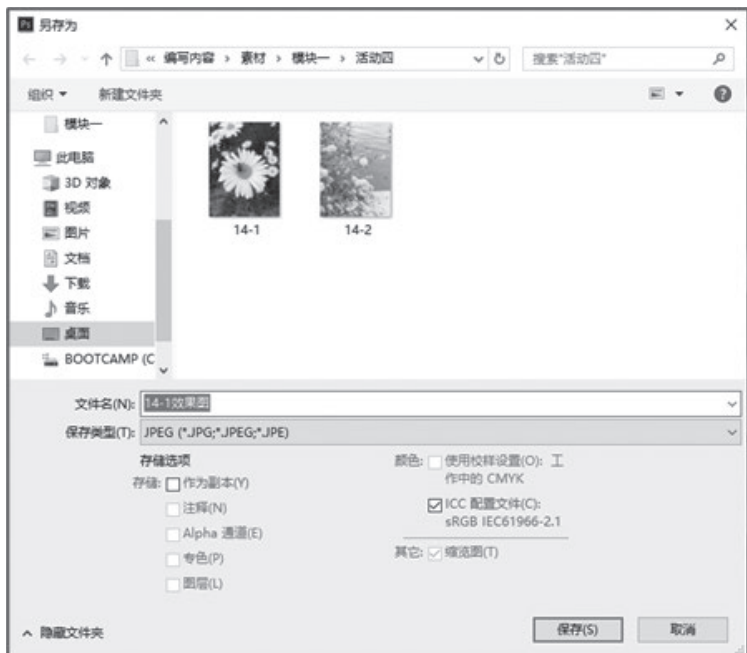 Ps 另存为
« 编写内容 › 素材 › 模块一 › 活动四
搜索"活动四"
组织 新建文件夹
模块一
此电脑
3D 对象
视频
图片
文档
下载
音乐
桌面
BOOTCAMP (C
14-1
14-2
文件名(N): 14-1效果图
保存类型(T): JPEG (*.JPG;*.JPEG;*.JPE)
存储选项
存储: 作为副本(Y)
注释(N)
Alpha 通道(E)
专色(P)
图层(L)
颜色: 使用校样设置(O): 工
作中的 CMYK
ICC 配置文件(C):
sRGB IEC61966-2.1
其它: 缩览图(T)
隐藏文件夹
保存(S)
取消